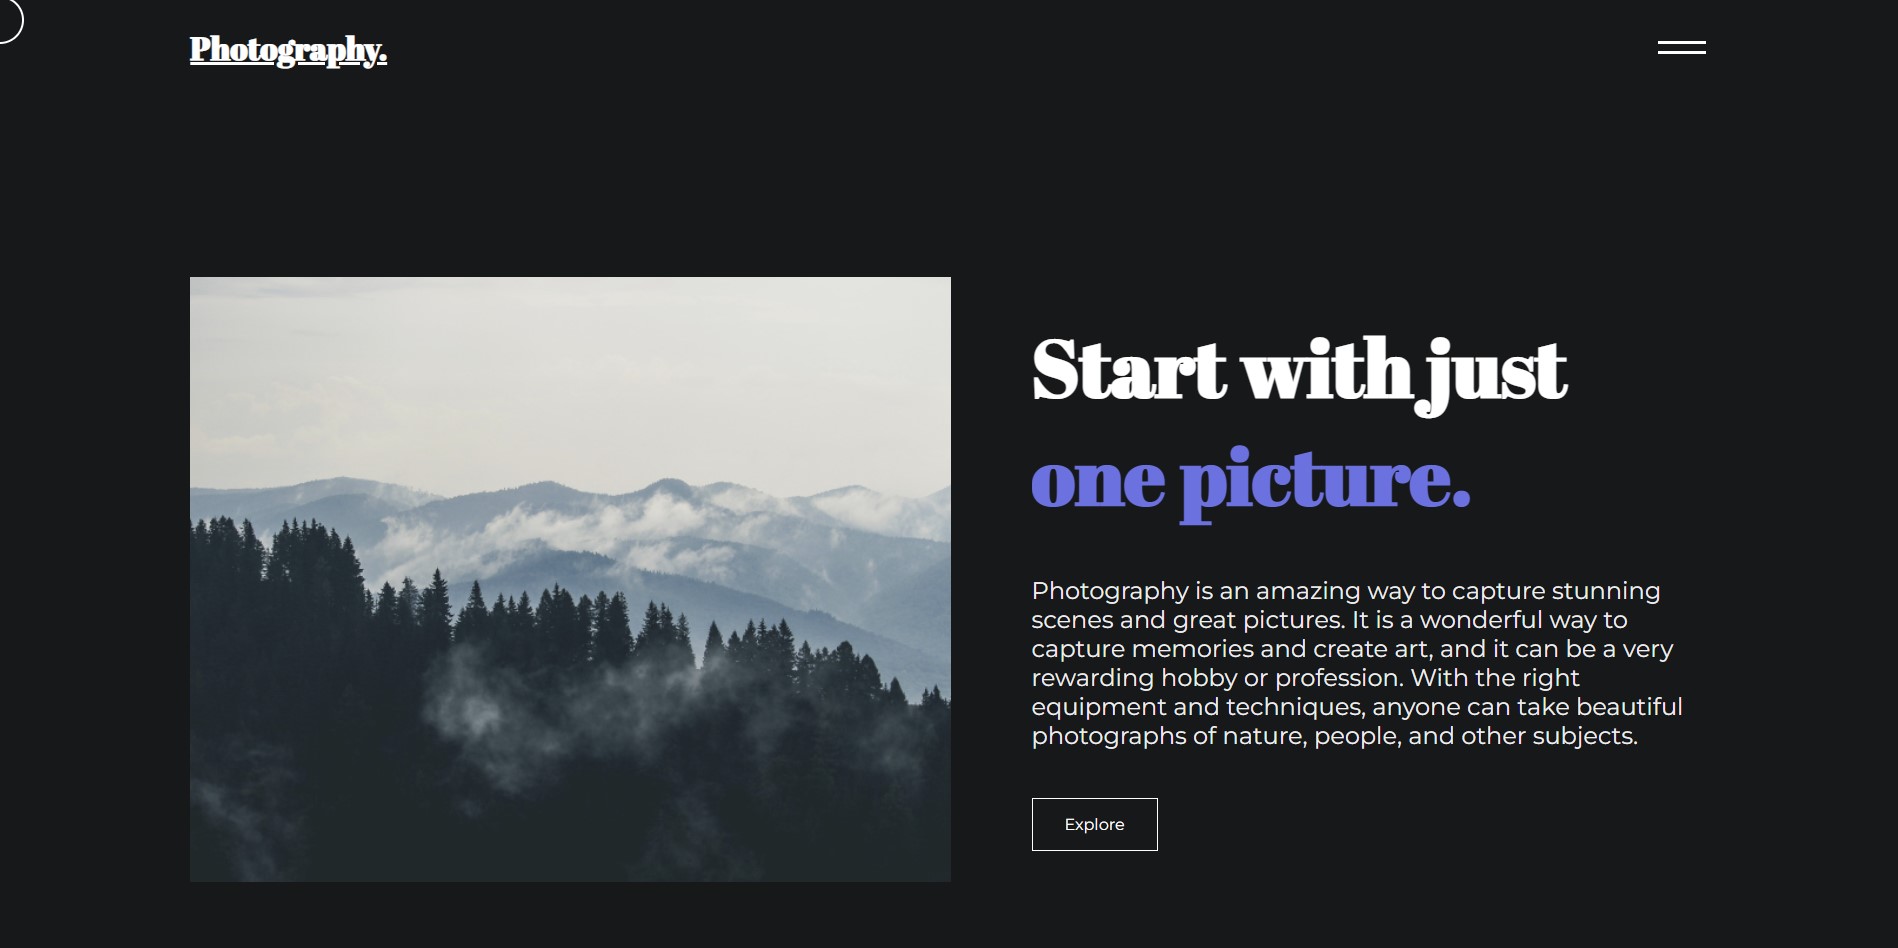 Photography.
Start with just
one picture.
Photography is an amazing way to capture stunning
scenes and great pictures. It is a wonderful way to
capture memories and create art, and it can be a very
rewarding hobby or profession. With the right
equipment and techniques, anyone can take beautiful
photographs of nature, people, and other subjects.
Explore